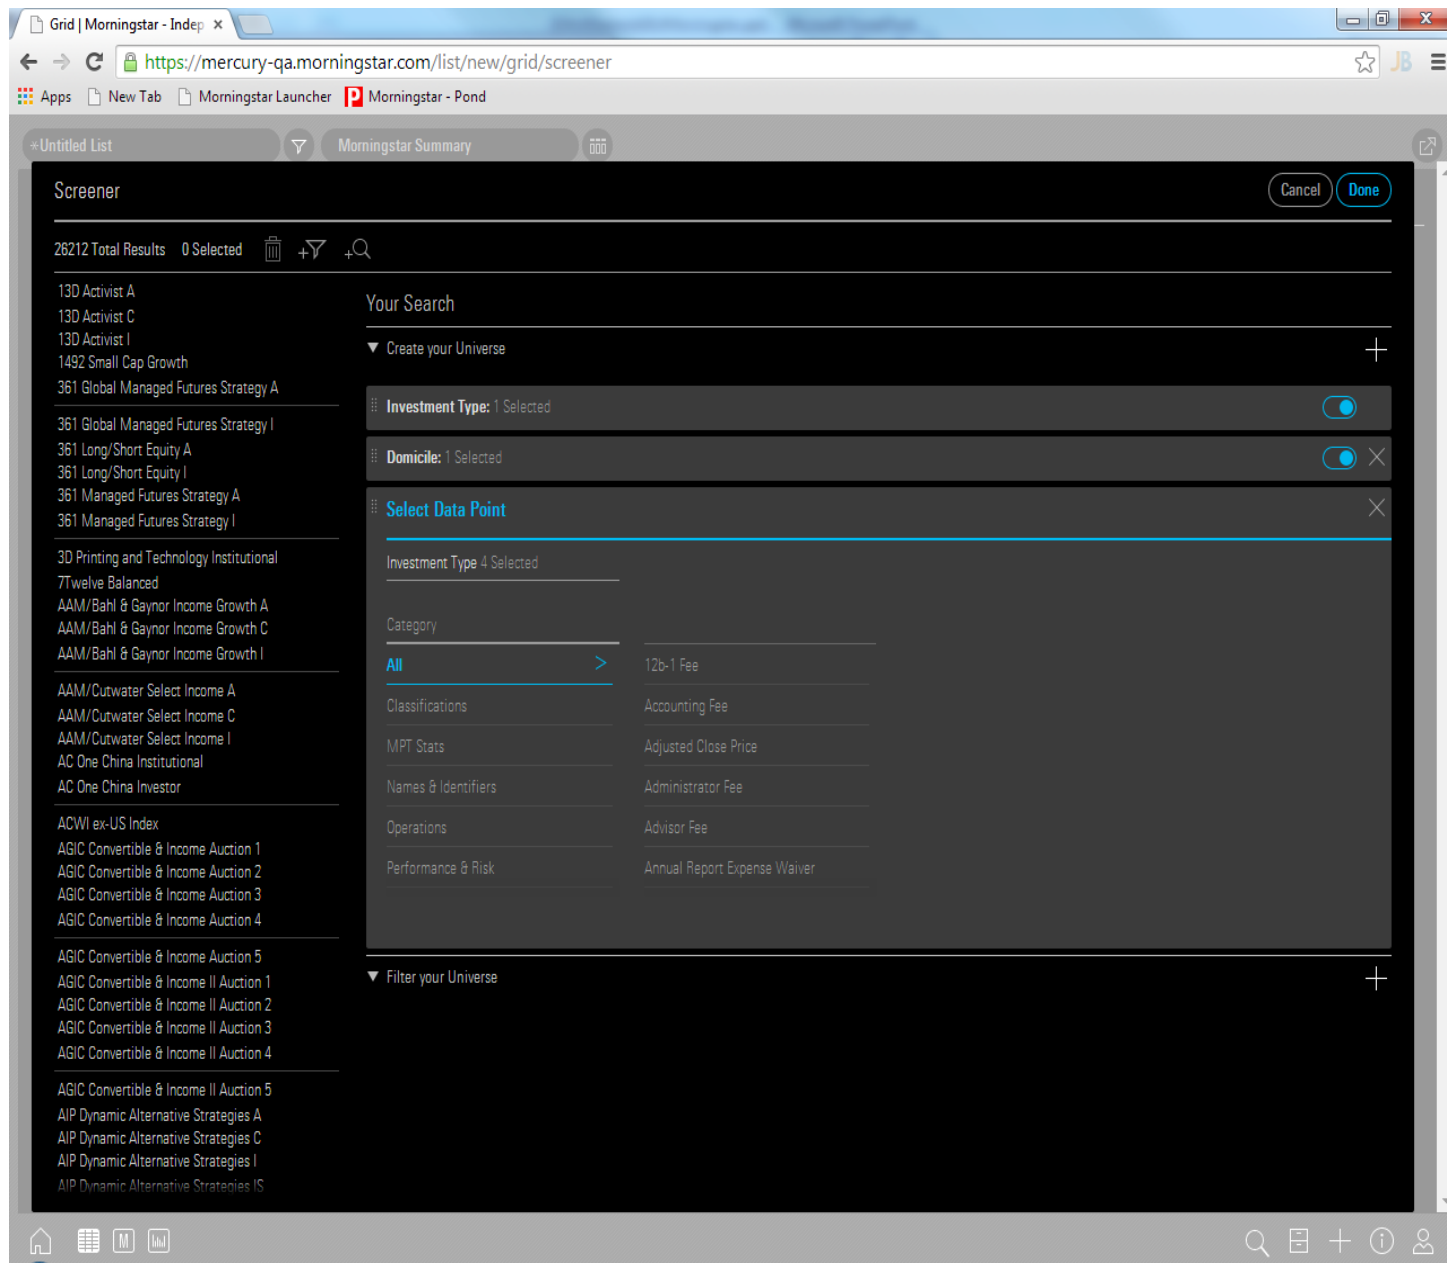 Grid | Morningstar - Indep
https://mercury-qa.morningstar.com/list/new/grid/screener
JB
Apps New Tab Morningstar Launcher Morningstar - Pond
*Untitled List Morningstar Summary
Screener Cancel Done
26212 Total Results 0 Selected
13D Activist A
13D Activist C
13D Activist I
1492 Small Cap Growth
361 Global Managed Futures Strategy A
361 Global Managed Futures Strategy I
361 Long/Short Equity A
361 Long/Short Equity I
361 Managed Futures Strategy A
361 Managed Futures Strategy I
3D Printing and Technology Institutional
7Twelve Balanced
AAM/Bahl & Gaynor Income Growth A
AAM/Bahl & Gaynor Income Growth C
AAM/Bahl & Gaynor Income Growth I
AAM/Cutwater Select Income A
AAM/Cutwater Select Income C
AAM/Cutwater Select Income I
AC One China Institutional
AC One China Investor
ACWI ex-US Index
AGIC Convertible & Income Auction 1
AGIC Convertible & Income Auction 2
AGIC Convertible & Income Auction 3
AGIC Convertible & Income Auction 4
AGIC Convertible & Income Auction 5
AGIC Convertible & Income II Auction 1
AGIC Convertible & Income II Auction 2
AGIC Convertible & Income II Auction 3
AGIC Convertible & Income II Auction 4
AGIC Convertible & Income II Auction 5
AIP Dynamic Alternative Strategies A
AIP Dynamic Alternative Strategies C
AIP Dynamic Alternative Strategies I
AIP Dynamic Alternative Strategies IS
Your Search
Create your Universe
Investment Type: 1 Selected
Domicile: 1 Selected
Select Data Point
Investment Type 4 Selected
Category
All
Classifications
MPT Stats
Names & Identifiers
Operations
Performance & Risk
12b-1 Fee
Accounting Fee
Adjusted Close Price
Administrator Fee
Advisor Fee
Annual Report Expense Waiver
Filter your Universe
M